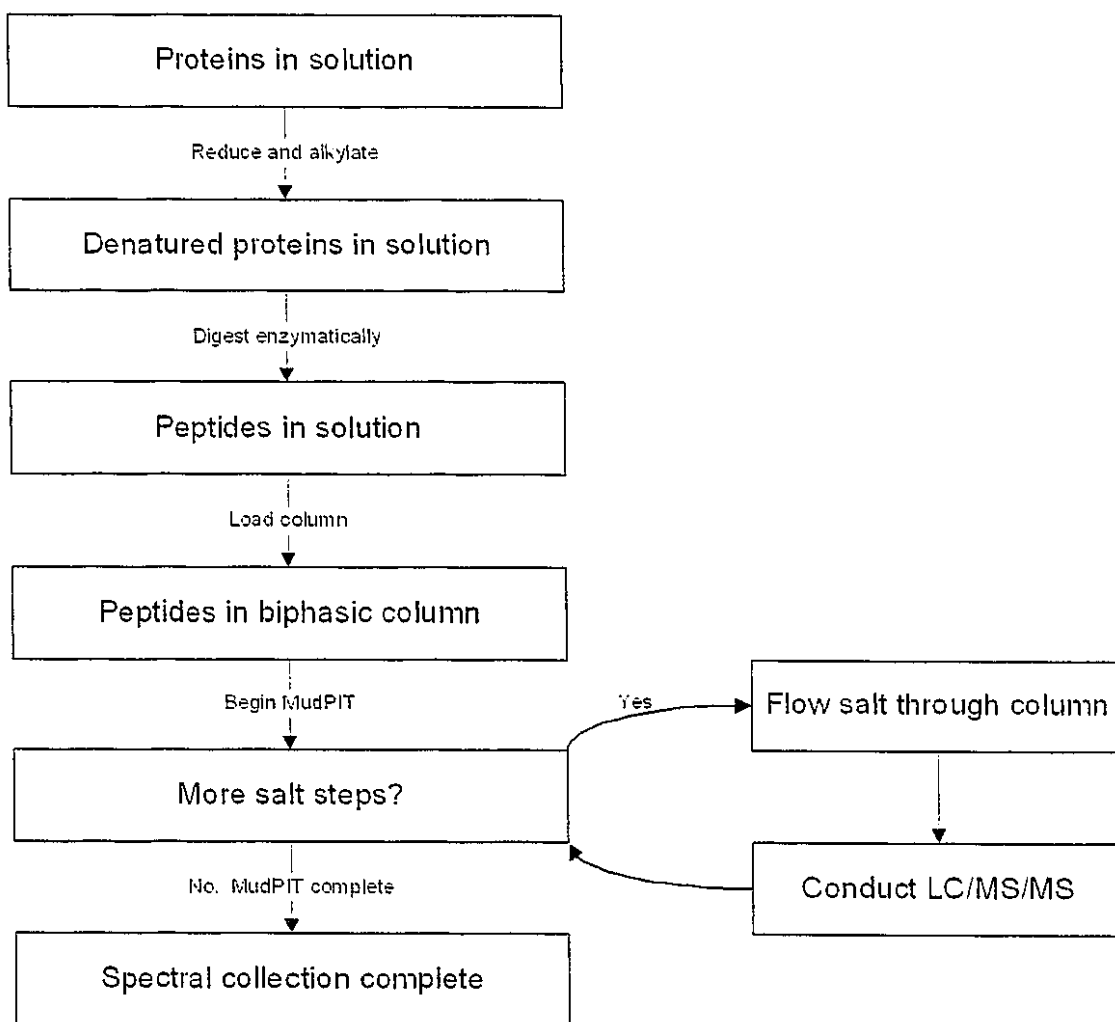 Proteins in solution
Reduce and alkylate
Denatured proteins in solution
Digest enzymatically
Peptides in solution
Load column
Peptides in biphasic column
Begin MudPIT
Yes
Flow salt through column
More salt steps?
Conduct LC/MS/MS
No. MudPIT complete
Spectral collection complete